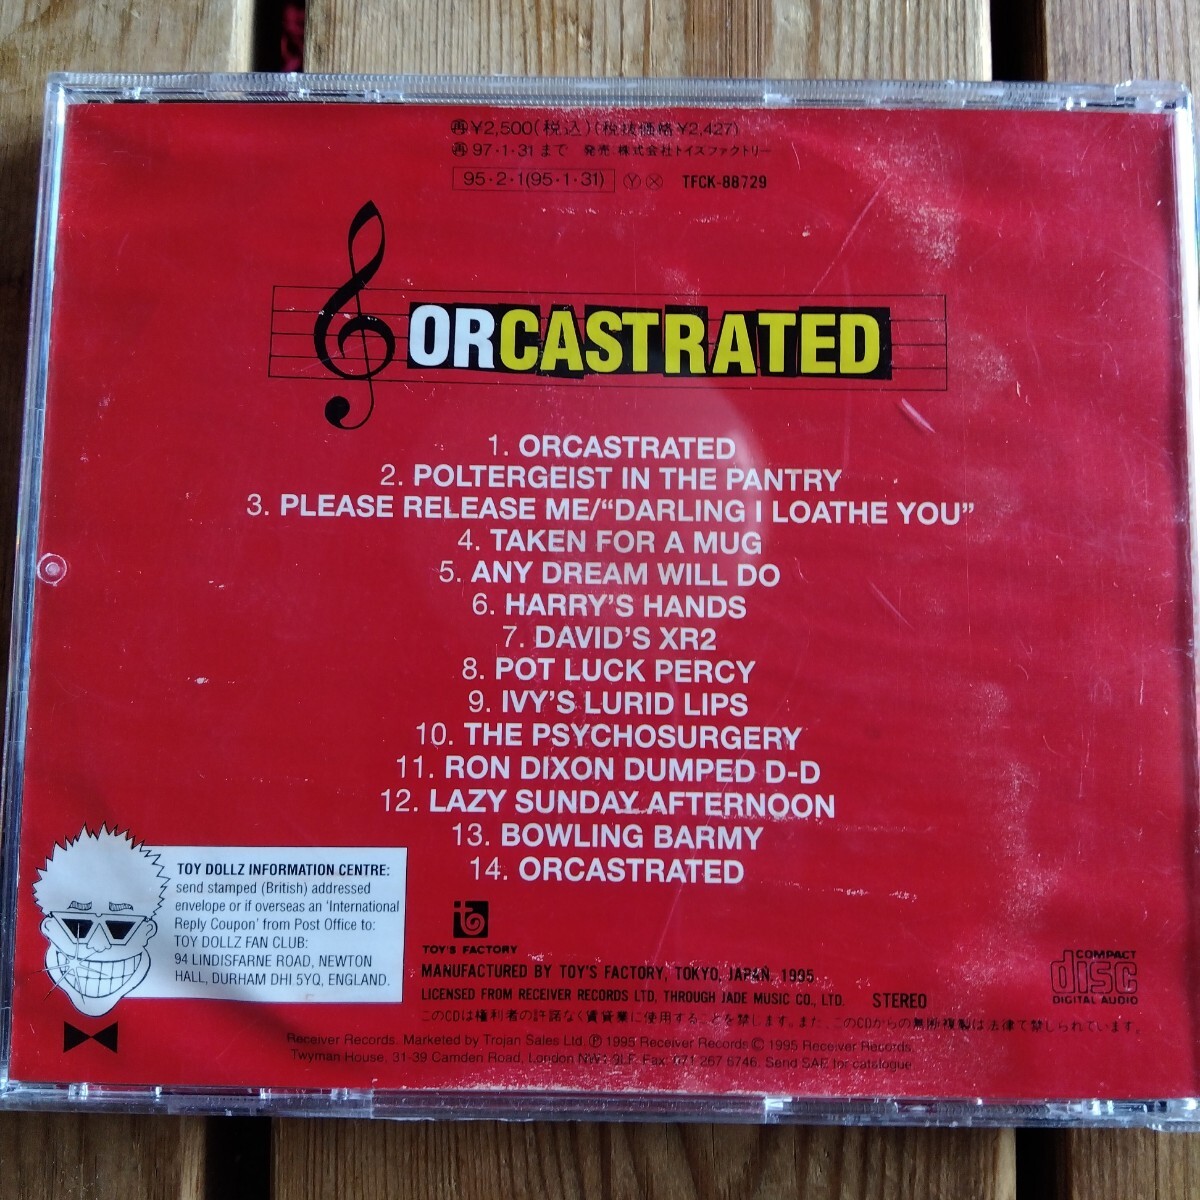 再¥2,500(税込)(税抜価格¥2,427)
再97・1・31まで 発売:株式会社トイズファクトリー
95・2・1(95・1・31) Ⓨ Ⓧ TFCK-88729
ORCASTRATED
1. ORCASTRATED
2. POLTERGEIST IN THE PANTRY
3. PLEASE RELEASE ME/“DARLING I LOATHE YOU”
4. TAKEN FOR A MUG
5. ANY DREAM WILL DO
6. HARRY’S HANDS
7. DAVID’S XR2
8. POT LUCK PERCY
9. IVY’S LURID LIPS
10. THE PSYCHOSURGERY
11. RON DIXON DUMPED D-D
12. LAZY SUNDAY AFTERNOON
13. BOWLING BARMY
14. ORCASTRATED
TOY DOLLZ INFORMATION CENTRE:
send stamped (British) addressed
envelope or if overseas an ‘International
Reply Coupon’ from Post Office to:
TOY DOLLZ FAN CLUB:
94 LINDISFARNE ROAD, NEWTON
HALL, DURHAM DHI 5YQ, ENGLAND.
TOY'S FACTORY
MANUFACTURED BY TOY'S FACTORY, TOKYO, JAPAN, 1995
LICENSED FROM RECEIVER RECORDS LTD. THROUGH JADE MUSIC CO., LTD. STEREO
COMPACT
disc
DIGITAL AUDIO
このCDは権利者の許諾なく賃貸業に使用することを禁じます。また、このCDからの無断複製は法律で禁じられています。
Receiver Records. Marketed by Trojan Sales Ltd. ℗ 1995 Receiver Records © 1995 Receiver Records.
Twyman House, 31-39 Camden Road, London NW1 9LF. Fax: 071 267 6746. Send SAE for catalogue.